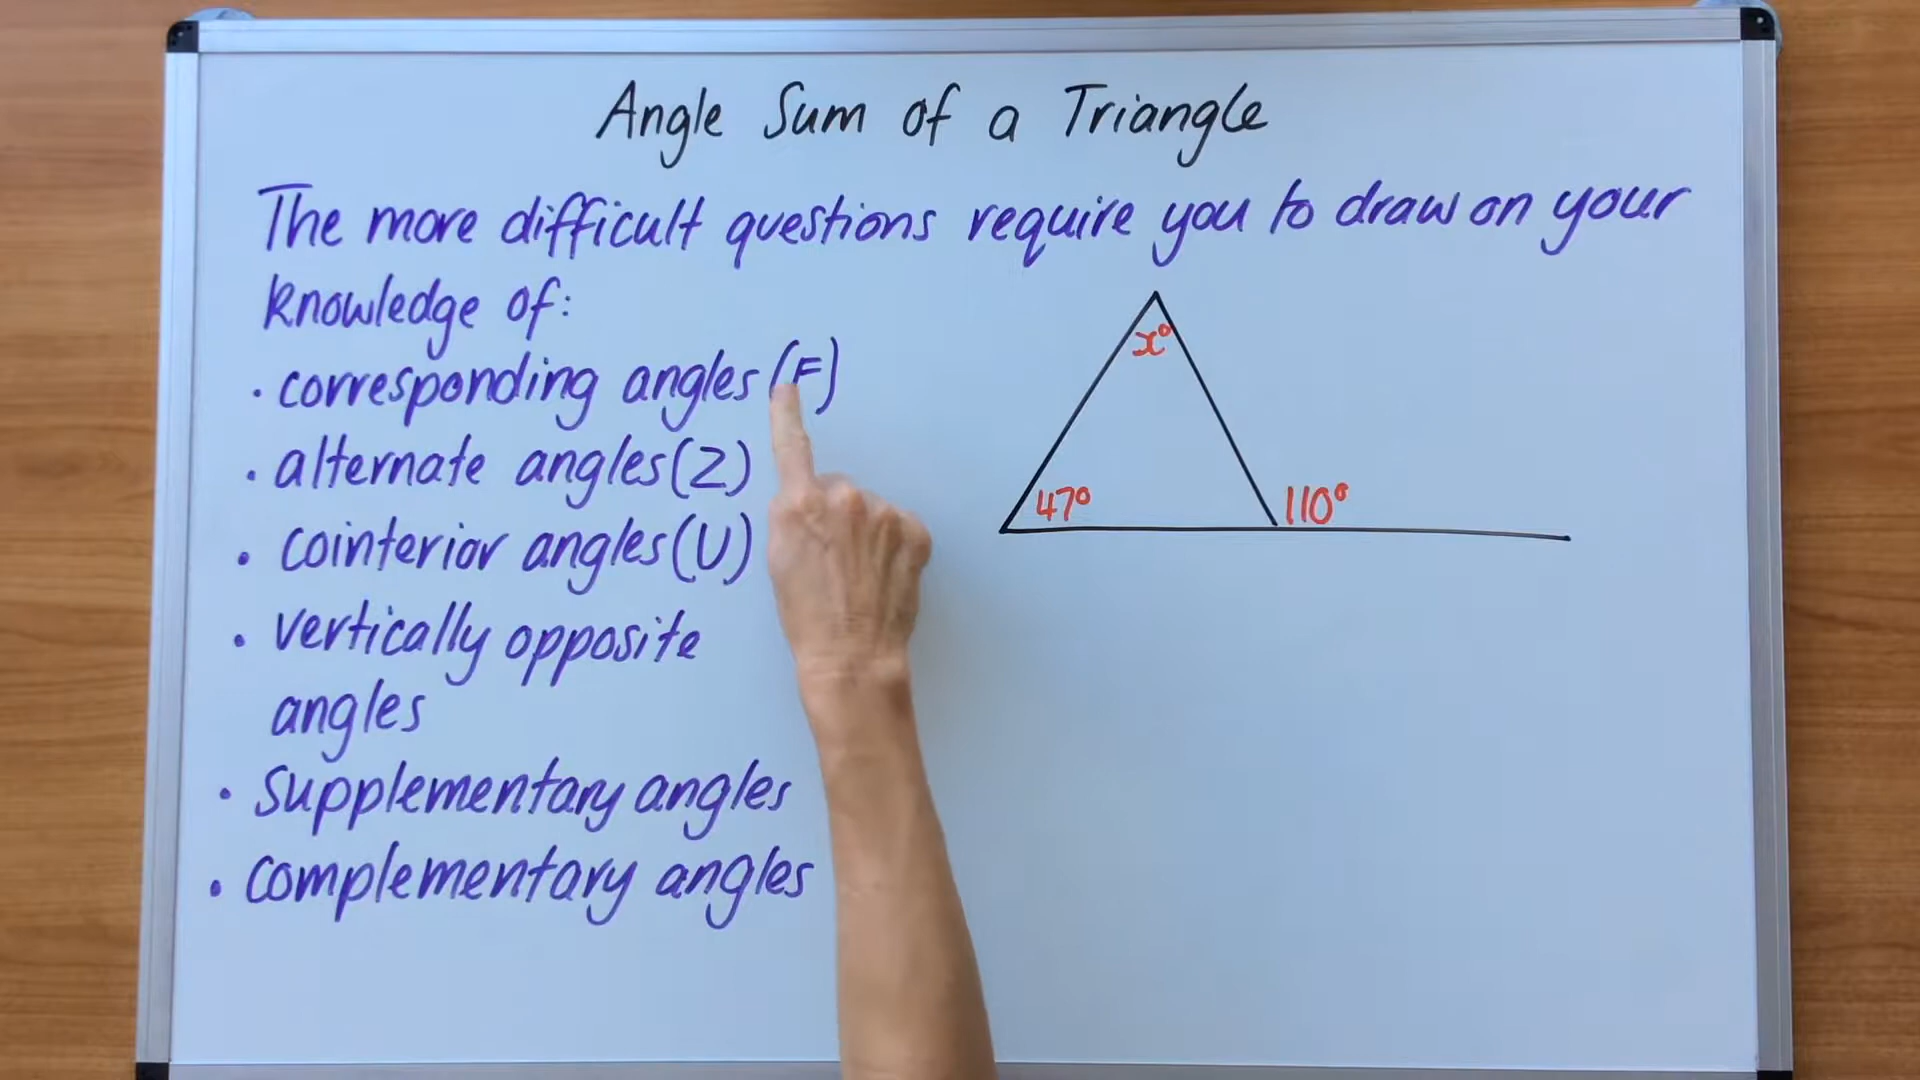 Angle Sum of a Triangle
The more difficult questions require you to draw on your
knowledge of:
• corresponding angles (F)
• alternate angles (Z)
• cointerior angles (U)
• vertically opposite
angles
• supplementary angles
• complementary angles
x°
47°
110°